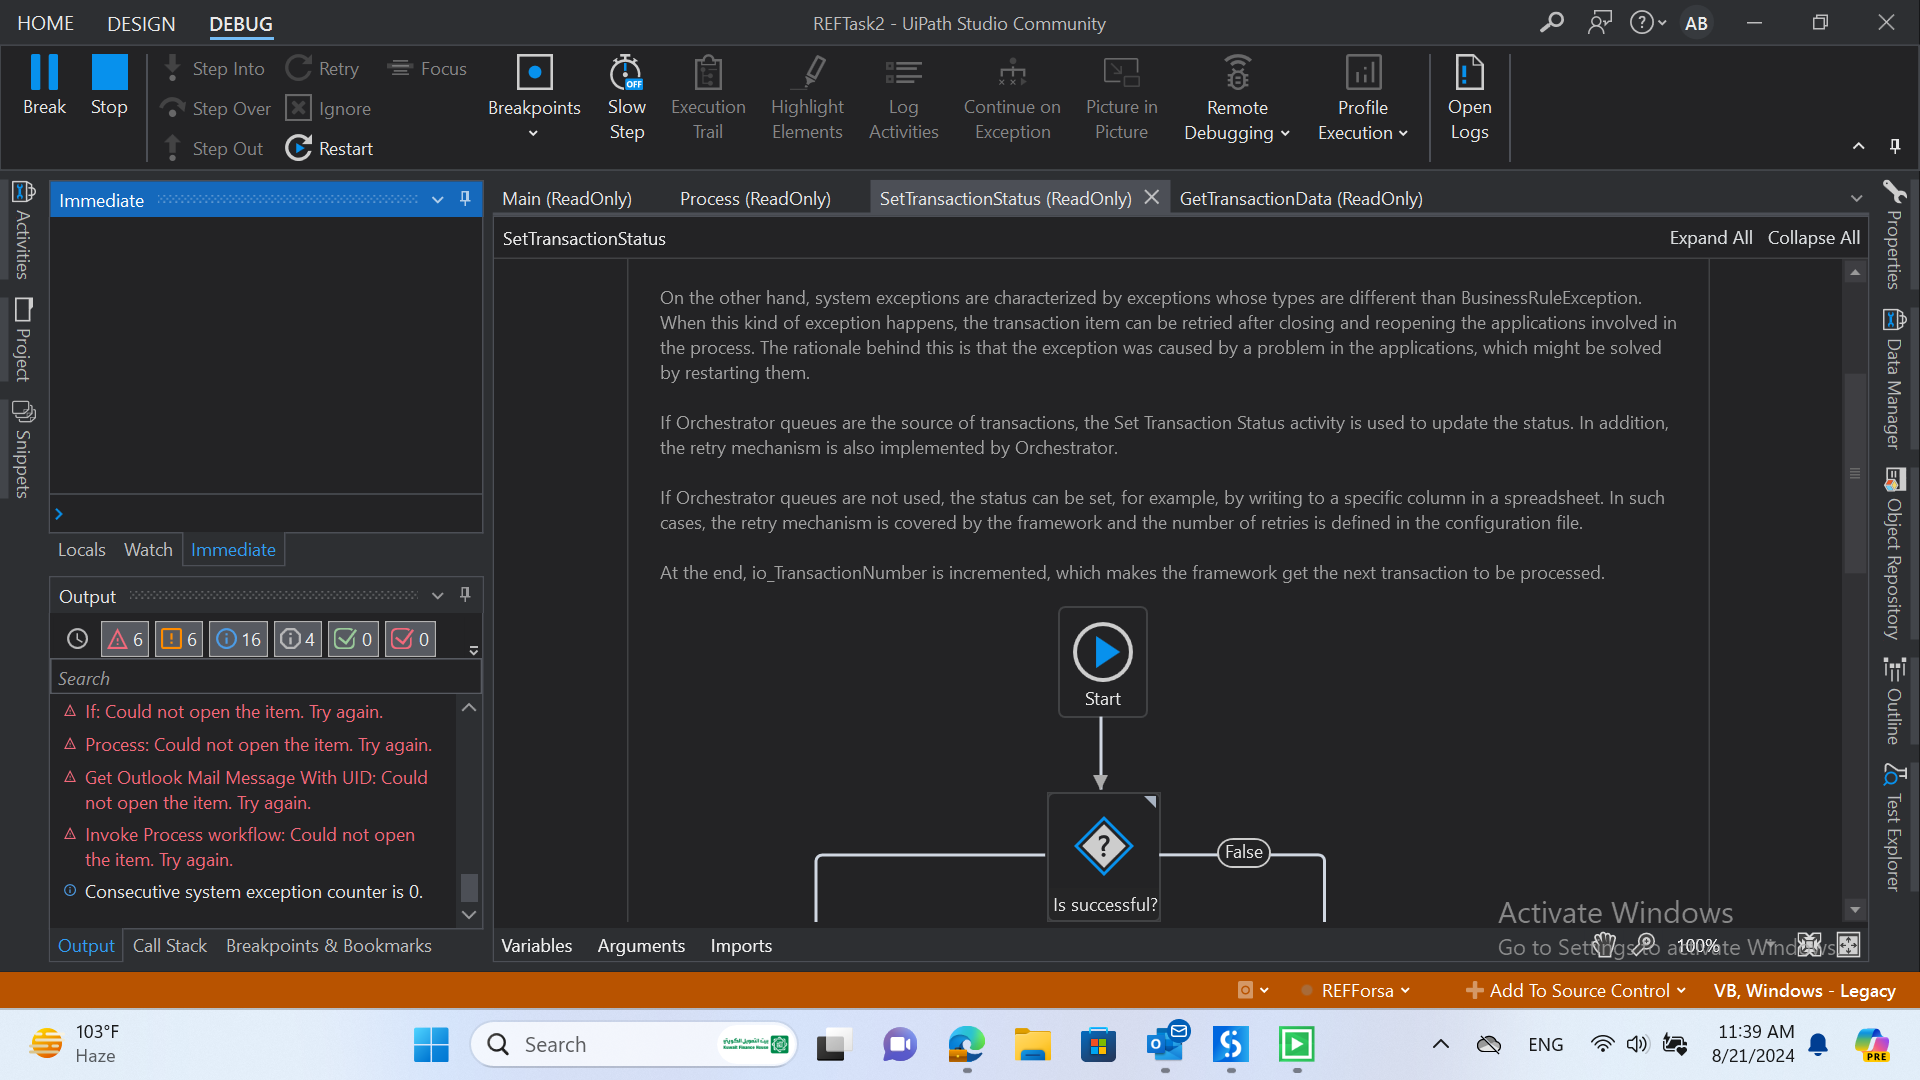 HOME DESIGN DEBUG
REFTask2 - UiPath Studio Community
AB
Break
Stop
Step Into
Step Over
Step Out
Retry
Ignore
Restart
Focus
Breakpoints
Slow
Step
OFF
Execution
Trail
Highlight
Elements
Log
Activities
Continue on
Exception
Picture in
Picture
Remote
Debugging
Profile
Execution
Open
Logs
Activities
Project
Snippets
Immediate
Locals Watch Immediate
Output
6 6 16 4 0 0
Search
If: Could not open the item. Try again.
Process: Could not open the item. Try again.
Get Outlook Mail Message With UID: Could
not open the item. Try again.
Invoke Process workflow: Could not open
the item. Try again.
Consecutive system exception counter is 0.
Output Call Stack Breakpoints & Bookmarks
Main (ReadOnly) Process (ReadOnly) SetTransactionStatus (ReadOnly) GetTransactionData (ReadOnly)
SetTransactionStatus
Expand All Collapse All
On the other hand, system exceptions are characterized by exceptions whose types are different than BusinessRuleException.
When this kind of exception happens, the transaction item can be retried after closing and reopening the applications involved in
the process. The rationale behind this is that the exception was caused by a problem in the applications, which might be solved
by restarting them.
If Orchestrator queues are the source of transactions, the Set Transaction Status activity is used to update the status. In addition,
the retry mechanism is also implemented by Orchestrator.
If Orchestrator queues are not used, the status can be set, for example, by writing to a specific column in a spreadsheet. In such
cases, the retry mechanism is covered by the framework and the number of retries is defined in the configuration file.
At the end, io_TransactionNumber is incremented, which makes the framework get the next transaction to be processed.
Start
Is successful?
False
Variables Arguments Imports
100%
Activate Windows
Go to Settings to activate Windows
Properties
Data Manager
Object Repository
Outline
Test Explorer
REFForsa
Add To Source Control
VB, Windows - Legacy
103°F
Haze
Search
بيت التمويل الكويتي
Kuwait Finance House
ENG
11:39 AM
8/21/2024
PRE